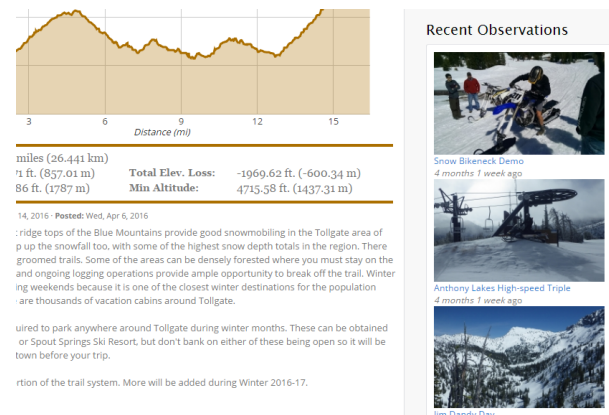 3 6 9 12 15
Distance (mi)
miles (26.441 km)
71 ft. (857.01 m) Total Elev. Loss: -1969.62 ft. (-600.34 m)
86 ft. (1787 m) Min Altitude: 4715.58 ft. (1437.31 m)
14, 2016 · Posted: Wed, Apr 6, 2016
ridge tops of the Blue Mountains provide good snowmobiling in the Tollgate area of
p up the snowfall too, with some of the highest snow depth totals in the region. There
groomed trails. Some of the areas can be densely forested where you must stay on the
and ongoing logging operations provide ample opportunity to break off the trail. Winter
ing weekends because it is one of the closest winter destinations for the population
are thousands of vacation cabins around Tollgate.
uired to park anywhere around Tollgate during winter months. These can be obtained
or Spout Springs Ski Resort, but don't bank on either of these being open so it will be
town before your trip.
rtion of the trail system. More will be added during Winter 2016-17.
Recent Observations
Snow Bikeneck Demo
4 months 1 week ago
Anthony Lakes High-speed Triple
4 months 1 week ago
Jim Dandy Day